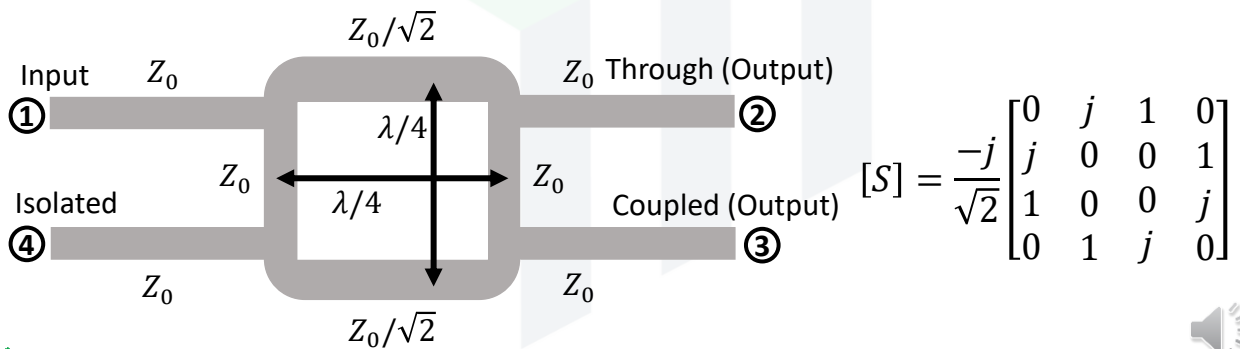 Z₀/√2
Input Z₀ Z₀ Through (Output)
① ②
λ/4
Z₀ Z₀
λ/4
Isolated Coupled (Output)
④ ③
Z₀ Z₀
Z₀/√2
[S] = -j/√2 [0 j 1 0
j 0 0 1
1 0 0 j
0 1 j 0]